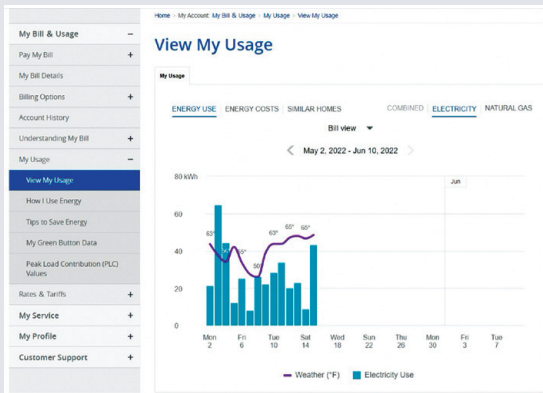 Home › My Account: My Bill & Usage › My Usage › View My Usage
My Bill & Usage –
Pay My Bill +
My Bill Details
Billing Options +
Account History
Understanding My Bill +
My Usage –
View My Usage
How I Use Energy
Tips to Save Energy
My Green Button Data
Peak Load Contribution (PLC)
Values
Rates & Tariffs +
My Service +
My Profile +
Customer Support +
View My Usage
My Usage
ENERGY USE ENERGY COSTS SIMILAR HOMES COMBINED ELECTRICITY NATURAL GAS
Bill view
May 2, 2022 - Jun 10, 2022
80 kWh
Jun
60
40
20
0
63°
50°
63°
65°
Mon Fri Tue Sat Wed Sun Thu Mon Fri Tue
2 6 10 14 18 22 26 30 3 7
Weather (°F) Electricity Use